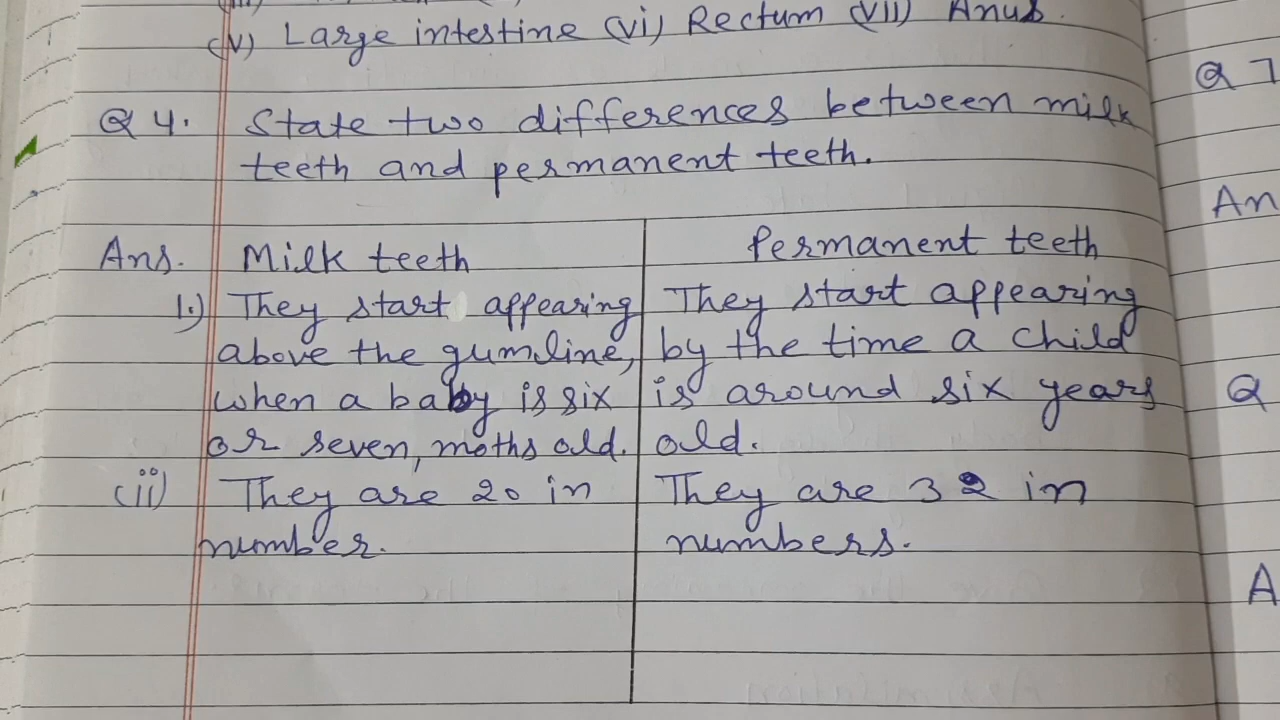 (V) Large intestine (vi) Rectum (VII) Anus.
Q 4. State two differences between milk
teeth and permanent teeth.
Ans. Milk teeth
1.) They start appearing
above the gumline,
when a baby is six
or seven, moths old.
(ii) They are 20 in
number.
Permanent teeth
They start appearing
by the time a child
is around six years
old.
They are 32 in
numbers.
Q 7
An
Q
A